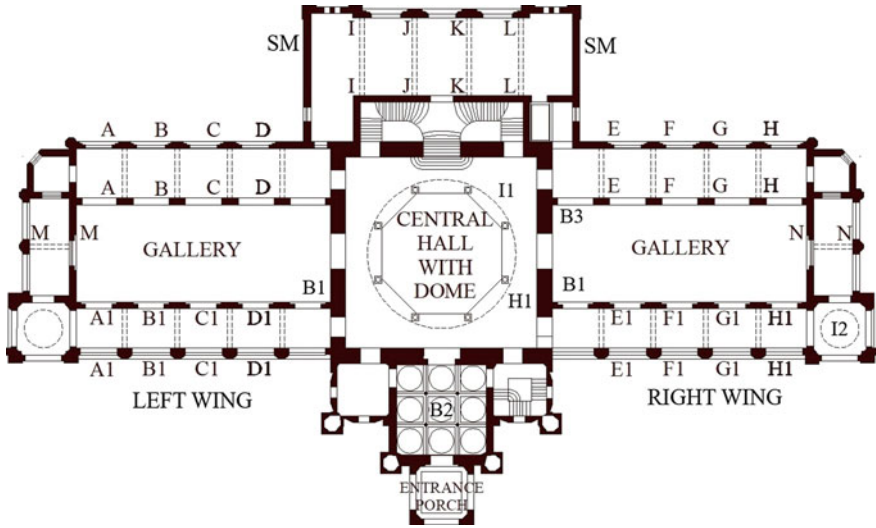 I J K L
SM SM
I J K L
A B C D E F G H
A B C D I1 E F G H
CENTRAL
HALL
WITH
DOME
B3
M M GALLERY GALLERY N N
B1 H1 B1
A1 B1 C1 D1 E1 F1 G1 H1 I2
A1 B1 C1 D1 E1 F1 G1 H1
LEFT WING RIGHT WING
B2
ENTRANCE
PORCH